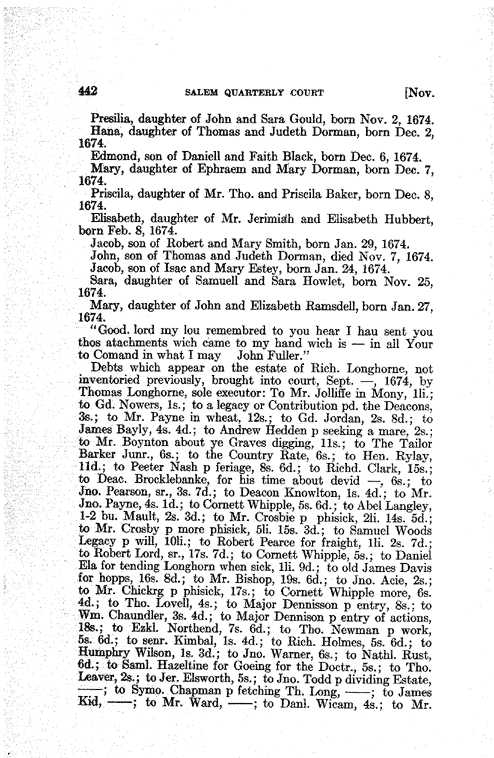 442 SALEM QUARTERLY COURT [Nov.
Presilia, daughter of John and Sara Gould, born Nov. 2, 1674.
Hana, daughter of Thomas and Judeth Dorman, born Dec. 2,
1674.
Edmond, son of Daniell and Faith Black, born Dec. 6, 1674.
Mary, daughter of Ephraem and Mary Dorman, born Dec. 7,
1674.
Priscila, daughter of Mr. Tho. and Priscila Baker, born Dec. 8,
1674.
Elisabeth, daughter of Mr. Jerimiah and Elisabeth Hubbert,
born Feb. 8, 1674.
Jacob, son of Robert and Mary Smith, born Jan. 29, 1674.
John, son of Thomas and Judeth Dorman, died Nov. 7, 1674.
Jacob, son of Isac and Mary Estey, born Jan. 24, 1674.
Sara, daughter of Samuell and Sara Howlet, born Nov. 25,
1674.
Mary, daughter of John and Elizabeth Ramsdell, born Jan. 27,
1674.
"Good. lord my lou remembred to you hear I hau sent you
thos atachments wich came to my hand wich is — in all Your
to Comand in what I may John Fuller."
Debts which appear on the estate of Rich. Longhorne, not
inventoried previously, brought into court, Sept. —, 1674, by
Thomas Longhorne, sole executor: To Mr. Jolliffe in Mony, 1li.;
to Gd. Nowers, 1s.; to a legacy or Contribution pd. the Deacons,
3s.; to Mr. Payne in wheat, 12s.; to Gd. Jordan, 2s. 8d.; to
James Bayly, 4s. 4d.; to Andrew Hedden p seeking a mare, 2s.;
to Mr. Boynton about ye Graves digging, 11s.; to The Tailor
Barker Junr., 6s.; to the Country Rate, 6s.; to Hen. Rylay,
11d.; to Peeter Nash p feriage, 8s. 6d.; to Richd. Clark, 15s.;
to Deac. Brocklebanke, for his time about devid —, 6s.; to
Jno. Pearson, sr., 3s. 7d.; to Deacon Knowlton, 1s. 4d.; to Mr.
Jno. Payne, 4s. 1d.; to Cornett Whipple, 5s. 6d.; to Abel Langley,
1-2 bu. Mault, 2s. 3d.; to Mr. Crosbie p phisick, 2li. 14s. 5d.;
to Mr. Crosby p more phisick, 5li. 15s. 3d.; to Samuel Woods
Legacy p will, 10li.; to Robert Pearce for fraight, 1li. 2s. 7d.;
to Robert Lord, sr., 17s. 7d.; to Cornett Whipple, 5s.; to Daniel
Ela for tending Longhorn when sick, 1li. 9d.; to old James Davis
for hopps, 16s. 8d.; to Mr. Bishop, 19s. 6d.; to Jno. Acie, 2s.;
to Mr. Chickrg p phisick, 17s.; to Cornett Whipple more, 6s.
4d.; to Tho. Lovell, 4s.; to Major Dennisson p entry, 8s.; to
Wm. Chaundler, 3s. 4d.; to Major Dennison p entry of actions,
18s.; to Ezkl. Northend, 7s. 6d.; to Tho. Newman p work,
5s. 6d.; to senr. Kimbal, 1s. 4d.; to Rich. Holmes, 5s. 6d.; to
Humphry Wilson, 1s. 3d.; to Jno. Warner, 6s.; to Nathl. Rust,
6d.; to Saml. Hazeltine for Goeing for the Doctr., 5s.; to Tho.
Leaver, 2s.; to Jer. Elsworth, 5s.; to Jno. Todd p dividing Estate,
——; to Symo. Chapman p fetching Th. Long, ——; to James
Kid, ——; to Mr. Ward, ——; to Danl. Wicam, 4s.; to Mr.